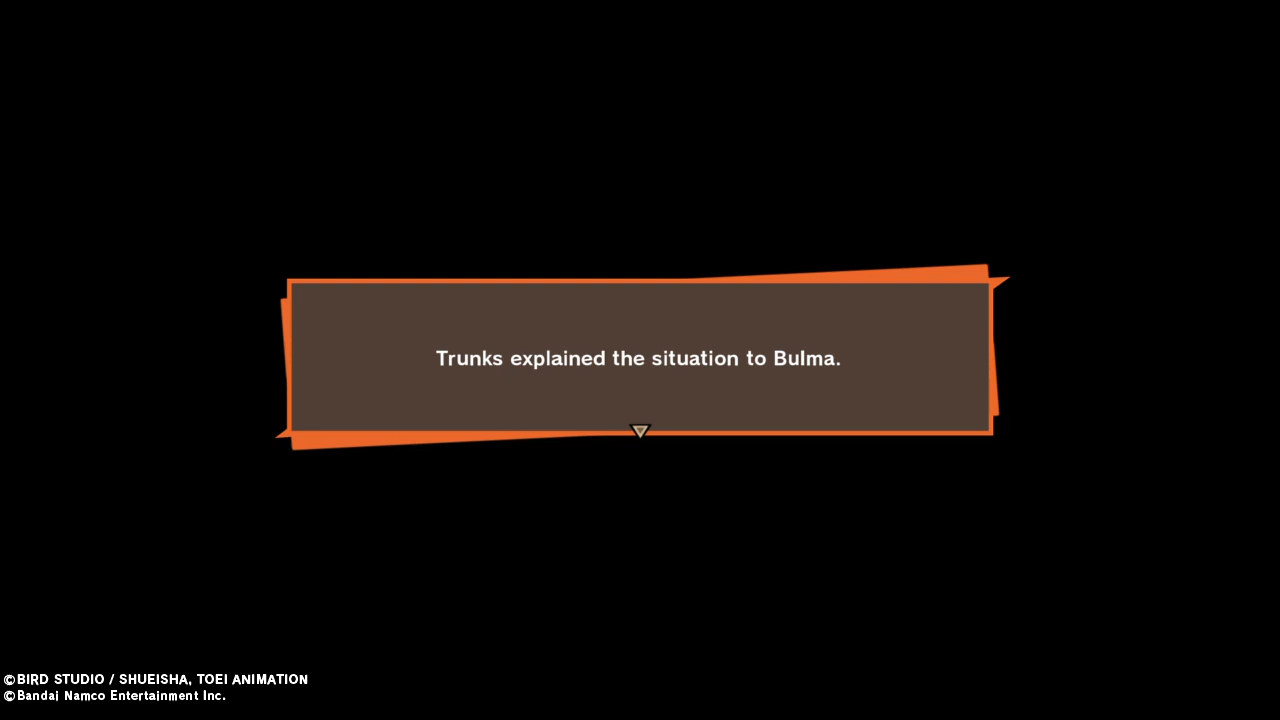 Trunks explained the situation to Bulma.
©BIRD STUDIO / SHUEISHA, TOEI ANIMATION
©Bandai Namco Entertainment Inc.